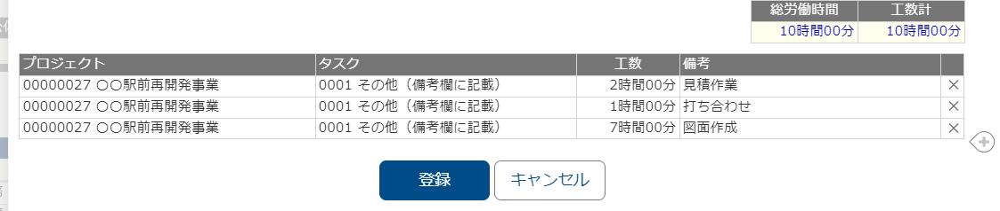 総労働時間 工数計
10時間00分 10時間00分
プロジェクト タスク 工数 備考
00000027 〇〇駅前再開発事業 0001 その他（備考欄に記載） 2時間00分 見積作業 ×
00000027 〇〇駅前再開発事業 0001 その他（備考欄に記載） 1時間00分 打ち合わせ ×
00000027 〇〇駅前再開発事業 0001 その他（備考欄に記載） 7時間00分 図面作成 ×
登録 キャンセル